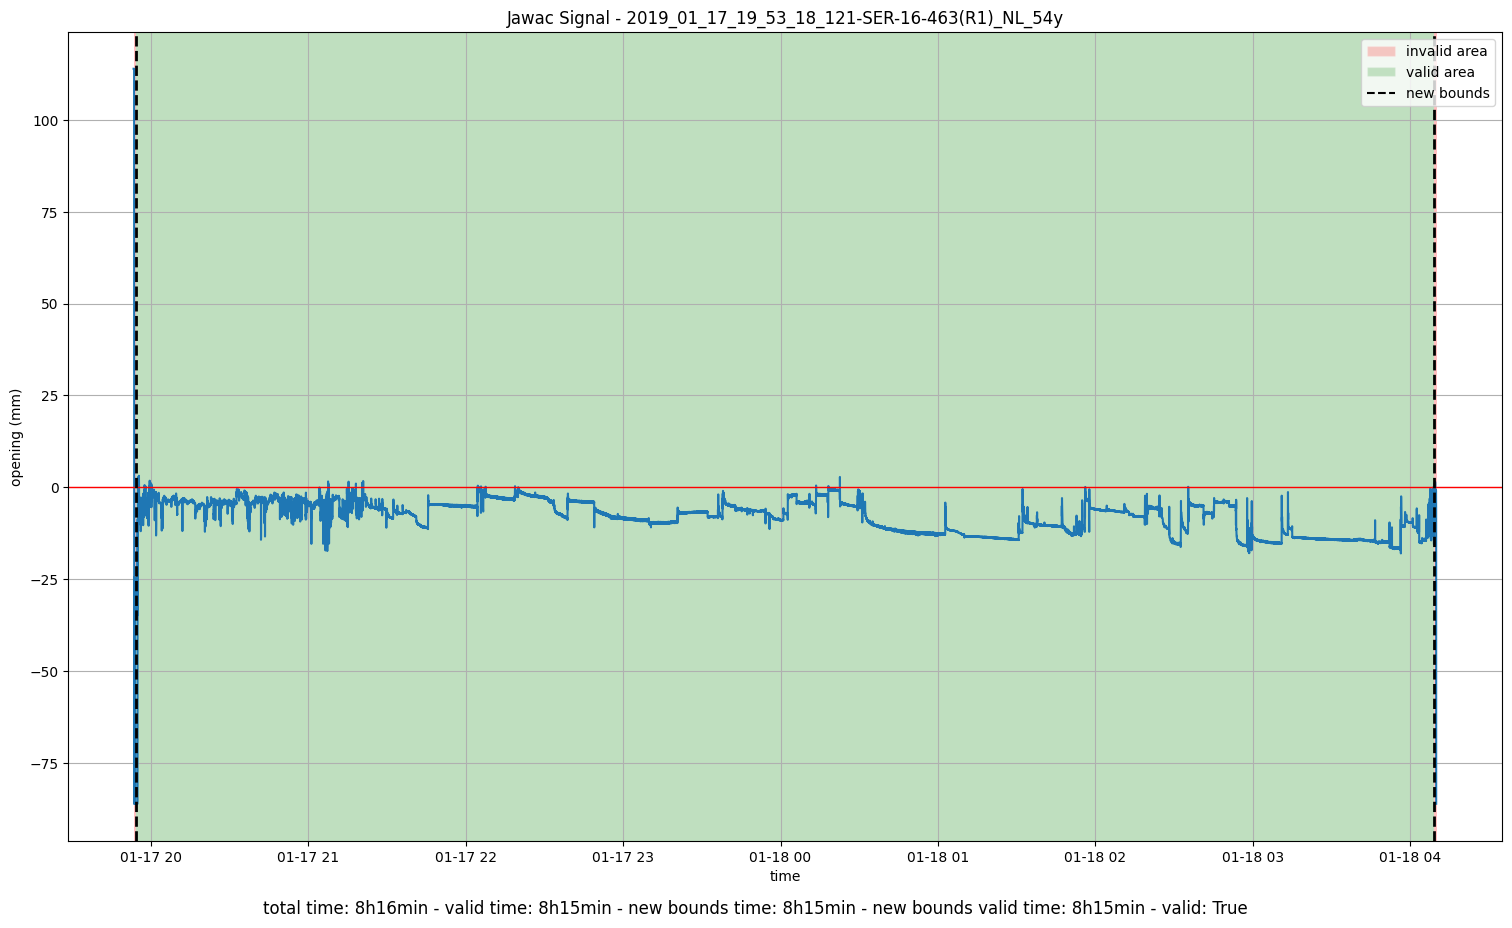 Jawac Signal - 2019_01_17_19_53_18_121-SER-16-463(R1)_NL_54y
invalid area
valid area
new bounds
opening (mm)
100
75
50
25
0
−25
−50
−75
01-17 20
01-17 21
01-17 22
01-17 23
01-18 00
01-18 01
01-18 02
01-18 03
01-18 04
time
total time: 8h16min - valid time: 8h15min - new bounds time: 8h15min - new bounds valid time: 8h15min - valid: True